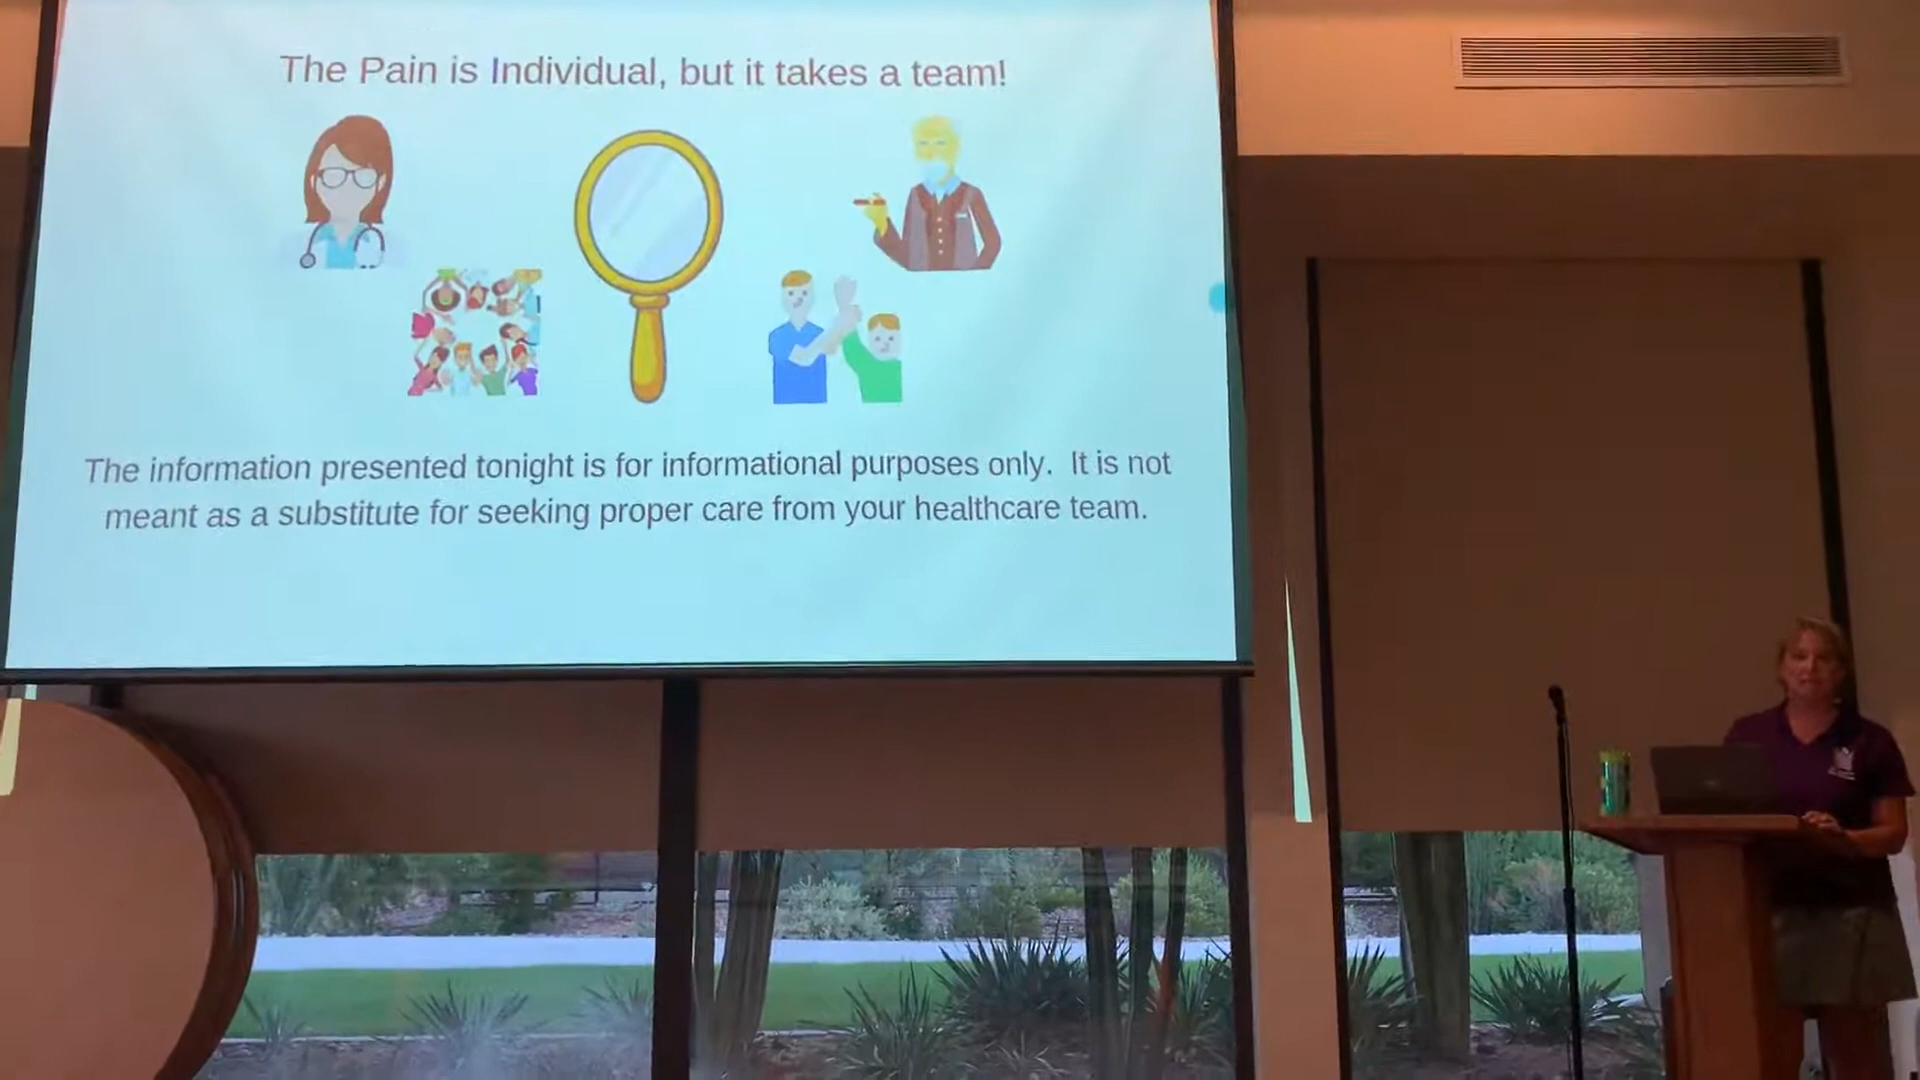 The Pain is Individual, but it takes a team!
The information presented tonight is for informational purposes only. It is not
meant as a substitute for seeking proper care from your healthcare team.